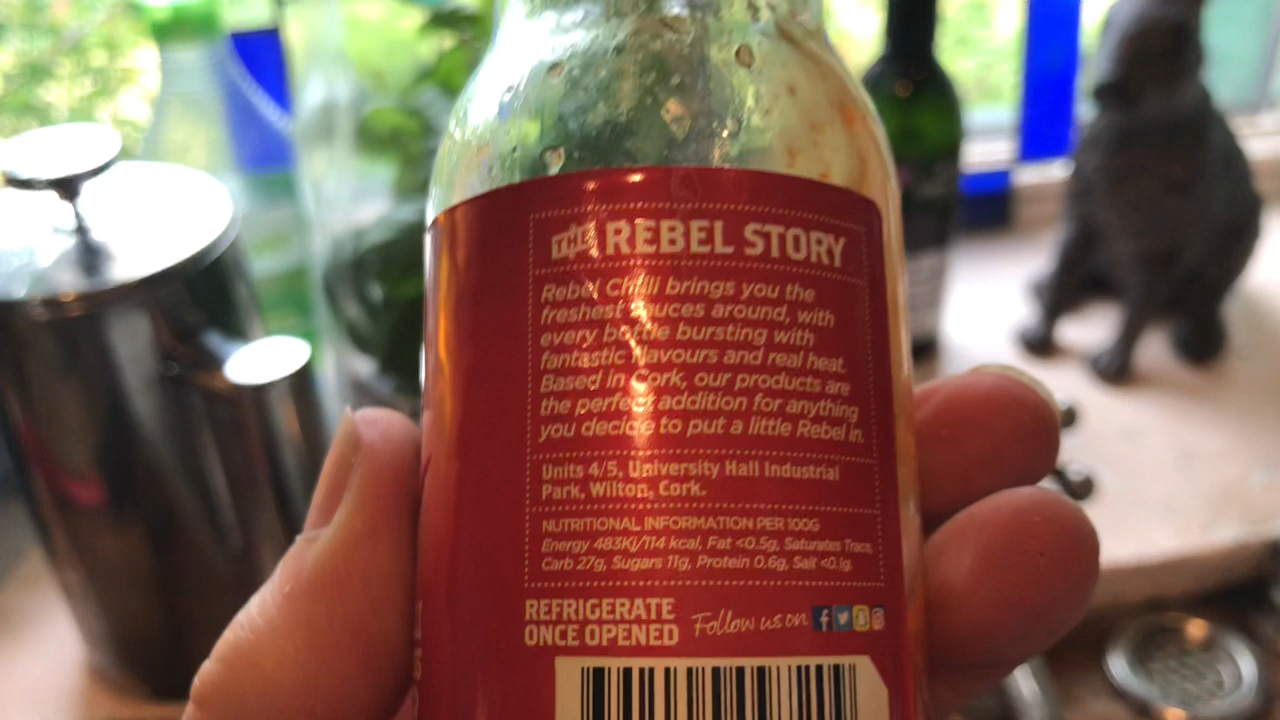 THE REBEL STORY
Rebel Chilli brings you the
freshest sauces around, with
every bottle bursting with
fantastic flavours and real heat.
Based in Cork, our products are
the perfect addition for anything
you decide to put a little Rebel in.
Units 4/5, University Hall Industrial
Park, Wilton, Cork.
NUTRITIONAL INFORMATION PER 100G
Energy 483Kj/114 kcal, Fat <0.5g, Saturates Trace,
Carb 27g, Sugars 11g, Protein 0.6g, Salt <0.1g.
REFRIGERATE
ONCE OPENED
Follow us on